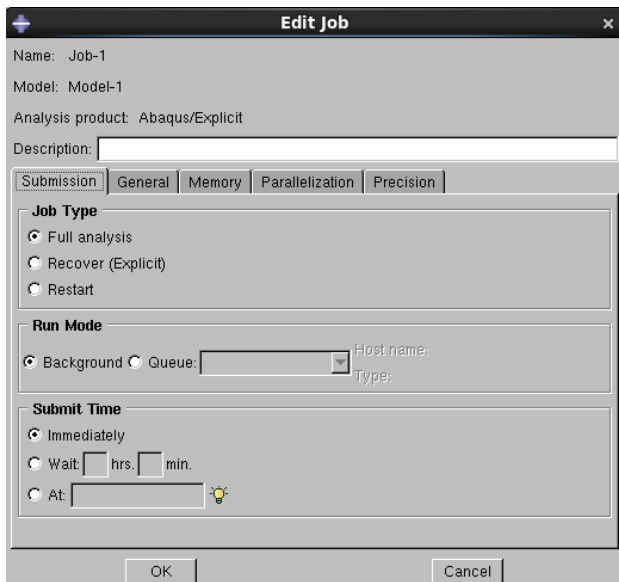 Edit Job
Name: Job-1
Model: Model-1
Analysis product: Abaqus/Explicit
Description:
Submission General Memory Parallelization Precision
Job Type
Full analysis
Recover (Explicit)
Restart
Run Mode
Background Queue: Host name:
Type:
Submit Time
Immediately
Wait: hrs. min.
At:
OK Cancel